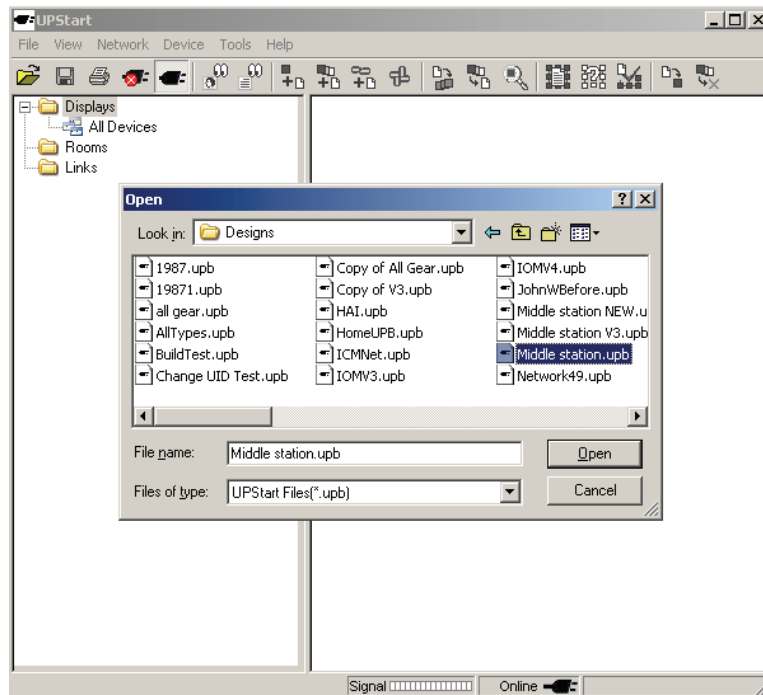 UPStart
File View Network Device Tools Help
Displays
All Devices
Rooms
Links
Open
Look in: Designs
1987.upb
19871.upb
all gear.upb
AllTypes.upb
BuildTest.upb
Change UID Test.upb
Copy of All Gear.upb
Copy of V3.upb
HAI.upb
HomeUPB.upb
ICMNet.upb
IOMV3.upb
IOMV4.upb
JohnWBefore.upb
Middle station NEW.u
Middle station V3.upb
Middle station.upb
Network49.upb
File name: Middle station.upb Open
Files of type: UPStart Files(*.upb) Cancel
Signal Online